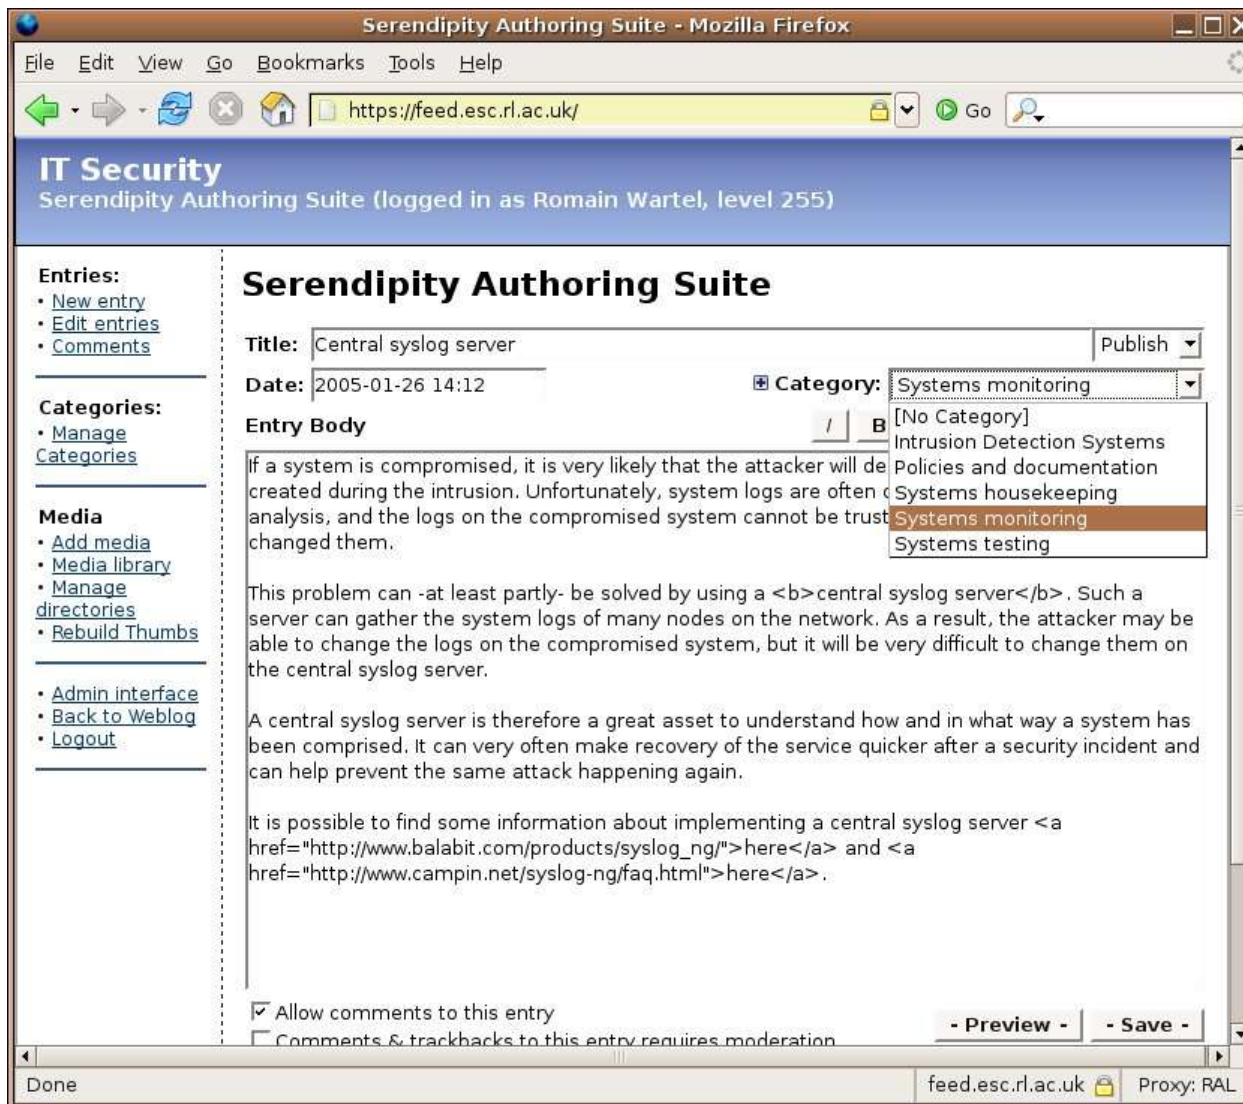 Serendipity Authoring Suite - Mozilla Firefox
File Edit View Go Bookmarks Tools Help
https://feed.esc.rl.ac.uk/ Go
IT Security
Serendipity Authoring Suite (logged in as Romain Wartel, level 255)
Entries:
• New entry
• Edit entries
• Comments
Categories:
• Manage
Categories
Media
• Add media
• Media library
• Manage
directories
• Rebuild Thumbs
• Admin interface
• Back to Weblog
• Logout
Serendipity Authoring Suite
Title: Central syslog server Publish
Date: 2005-01-26 14:12 Category: Systems monitoring
[No Category]
Intrusion Detection Systems
Policies and documentation
Systems housekeeping
Systems monitoring
Systems testing
Entry Body I B
If a system is compromised, it is very likely that the attacker will de
created during the intrusion. Unfortunately, system logs are often
analysis, and the logs on the compromised system cannot be trust
changed them.
This problem can -at least partly- be solved by using a <b>central syslog server</b>. Such a
server can gather the system logs of many nodes on the network. As a result, the attacker may be
able to change the logs on the compromised system, but it will be very difficult to change them on
the central syslog server.
A central syslog server is therefore a great asset to understand how and in what way a system has
been comprised. It can very often make recovery of the service quicker after a security incident and
can help prevent the same attack happening again.
It is possible to find some information about implementing a central syslog server <a
href="http://www.balabit.com/products/syslog_ng/">here</a> and <a
href="http://www.campin.net/syslog-ng/faq.html">here</a>.
Allow comments to this entry
Comments & trackbacks to this entry requires moderation
- Preview - - Save -
Done feed.esc.rl.ac.uk Proxy: RAL